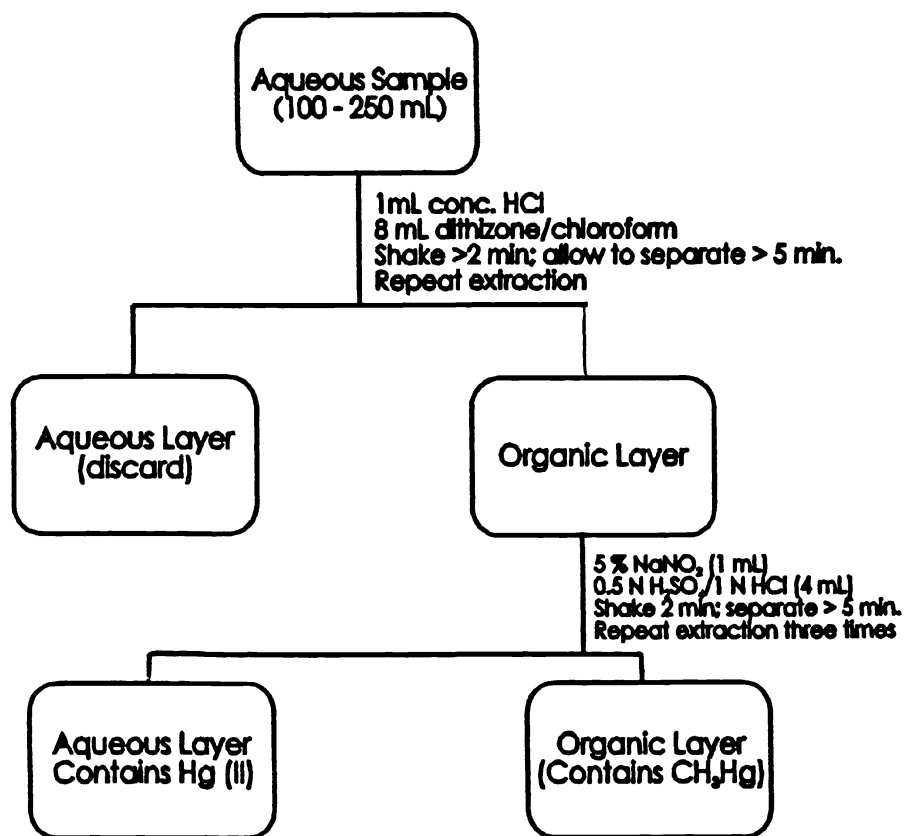 Aqueous Sample
(100 - 250 mL)
1mL conc. HCl
8 mL dithizone/chloroform
Shake >2 min; allow to separate > 5 min.
Repeat extraction
Aqueous Layer
(discard)
Organic Layer
5 % NaNO₂ (1 mL)
0.5 N H₂SO₄/1 N HCl (4 mL)
Shake 2 min; separate > 5 min.
Repeat extraction three times
Aqueous Layer
Contains Hg (II)
Organic Layer
(Contains CH₃Hg)